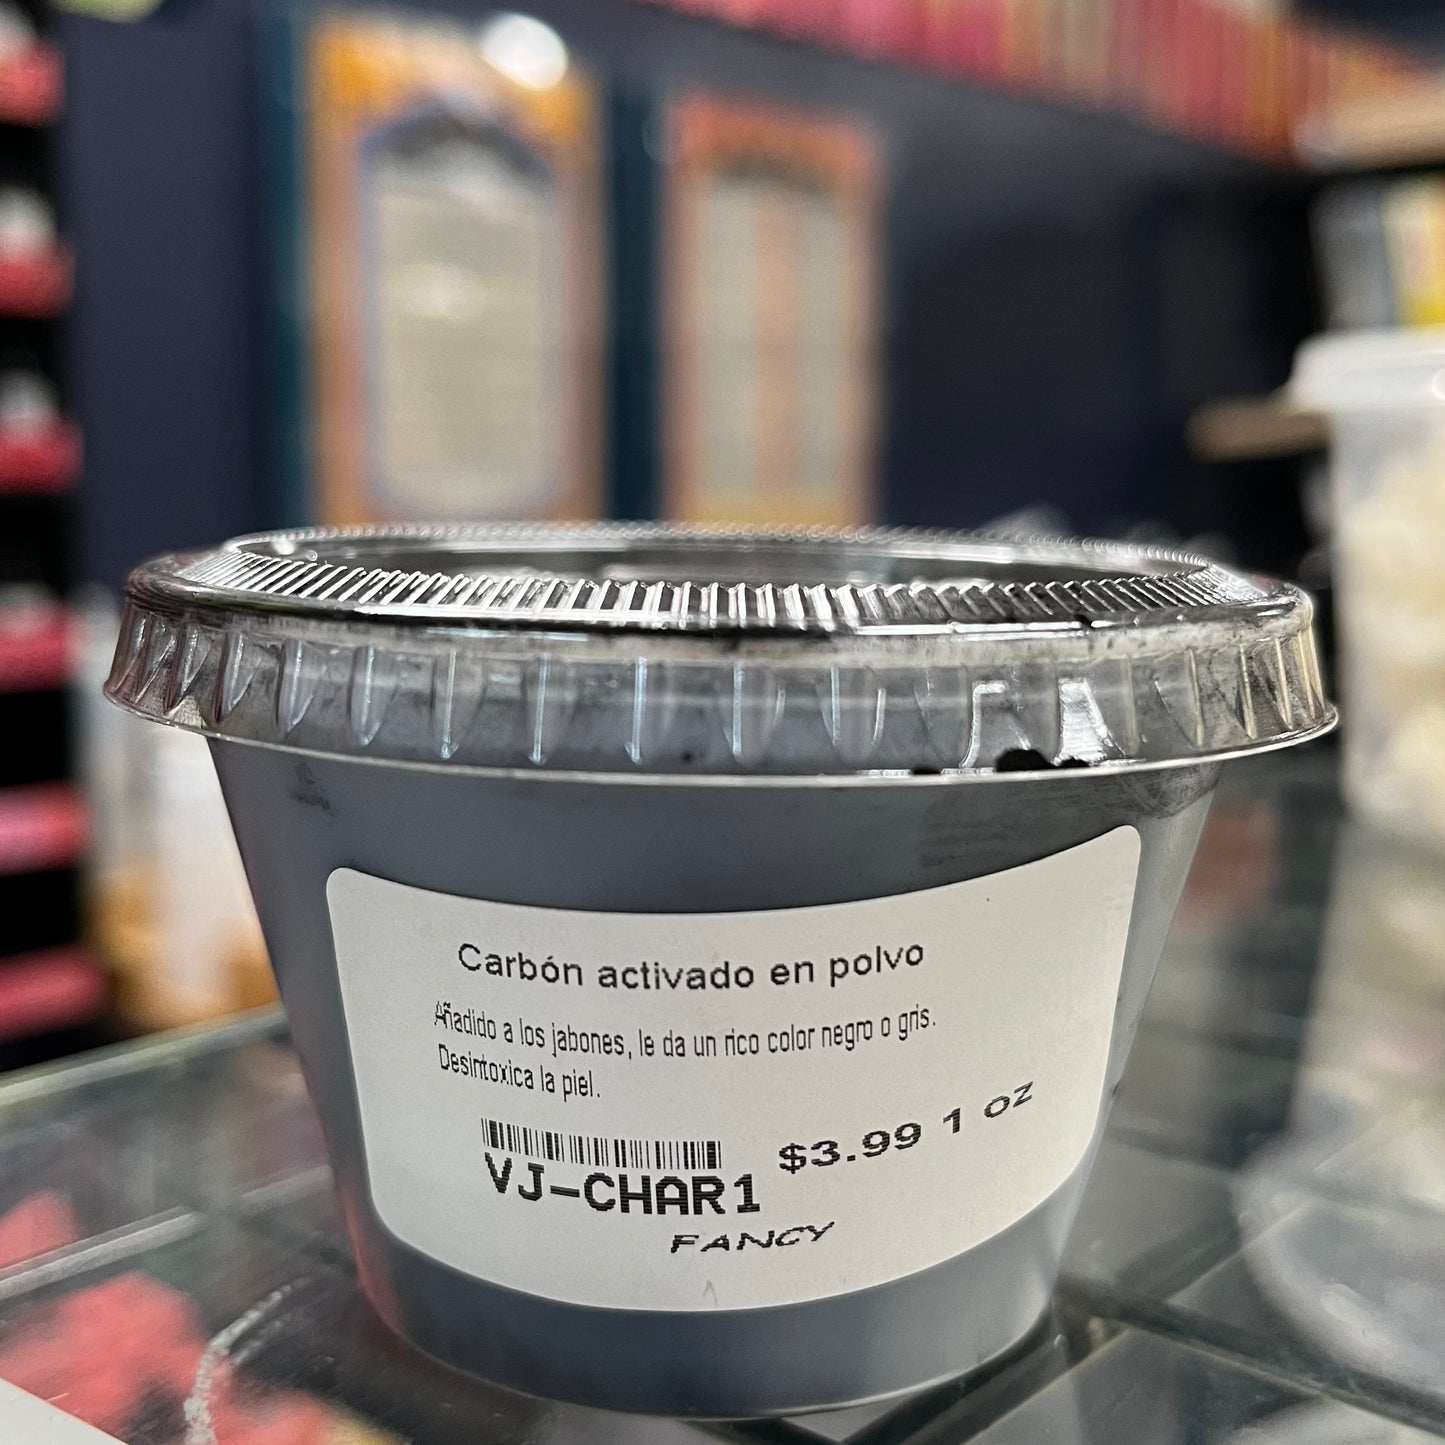 Carbón activado en polvo
Añadido a los jabones, le da un rico color negro o gris.
Desintoxica la piel.
$3.99 1 oz
VJ-CHAR1
FANCY